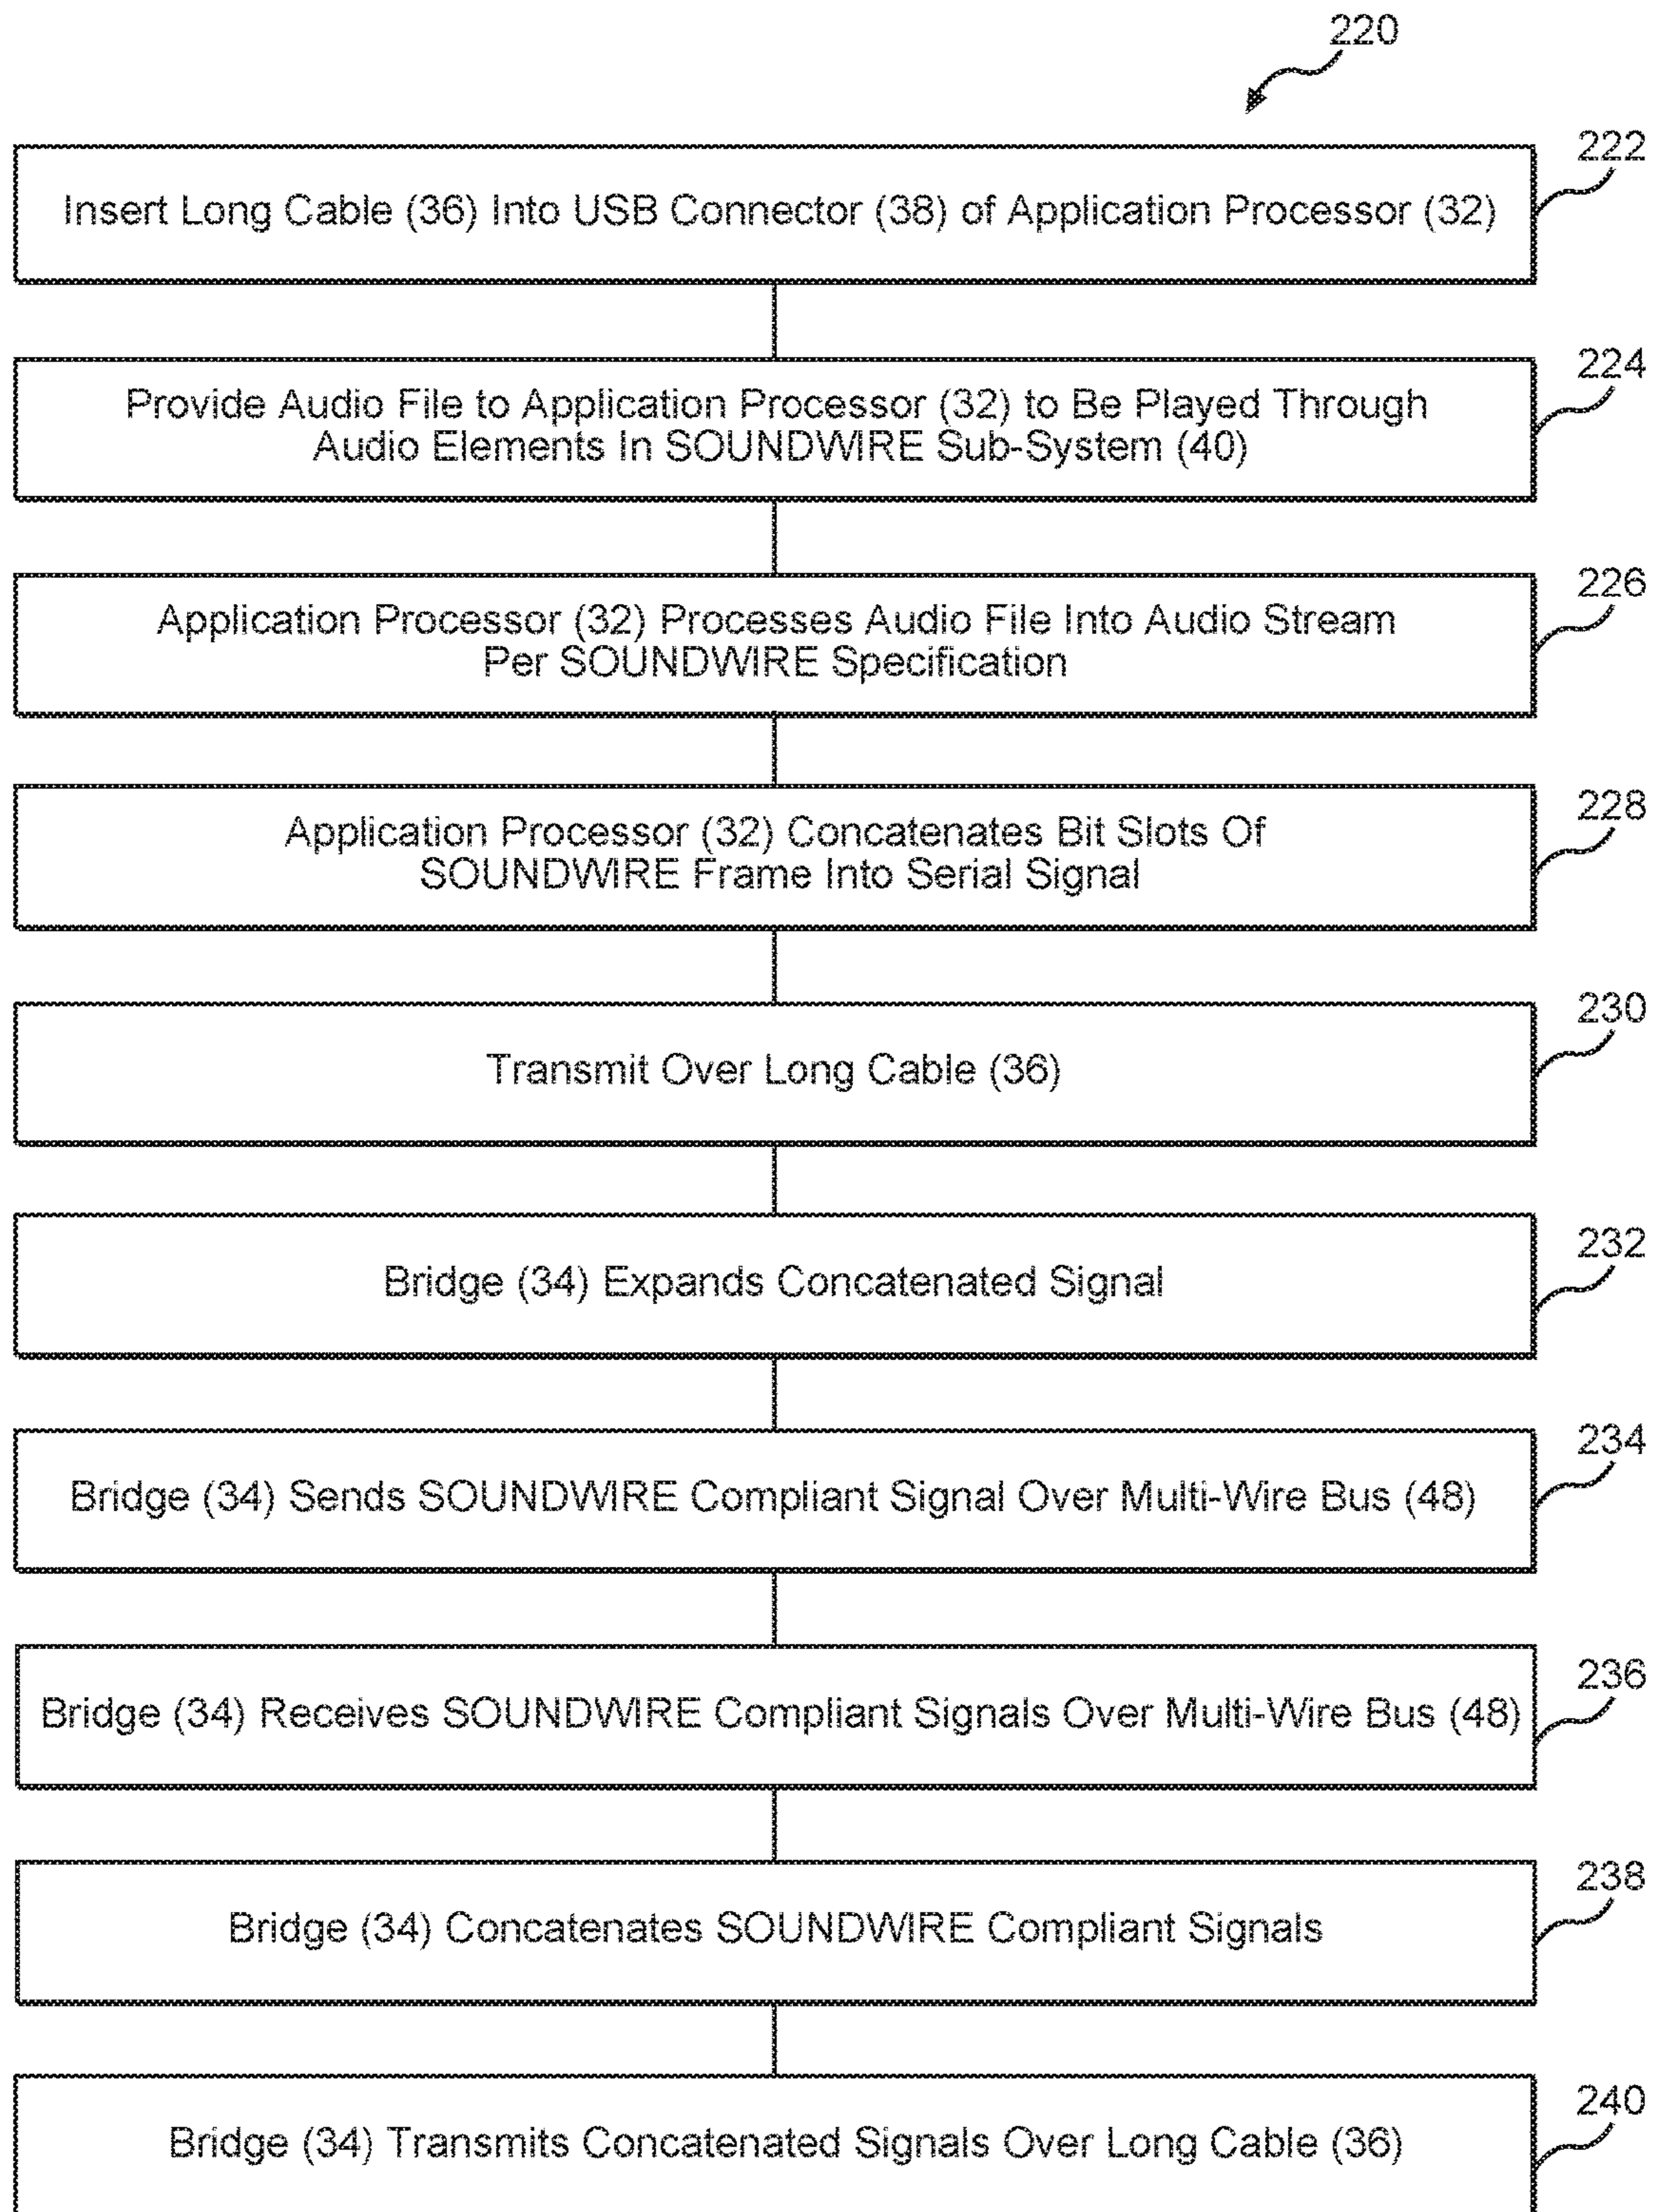 220
222
Insert Long Cable (36) Into USB Connector (38) of Application Processor (32)
224
Provide Audio File to Application Processor (32) to Be Played Through
Audio Elements In SOUNDWIRE Sub-System (40)
226
Application Processor (32) Processes Audio File Into Audio Stream
Per SOUNDWIRE Specification
228
Application Processor (32) Concatenates Bit Slots Of
SOUNDWIRE Frame Into Serial Signal
230
Transmit Over Long Cable (36)
232
Bridge (34) Expands Concatenated Signal
234
Bridge (34) Sends SOUNDWIRE Compliant Signal Over Multi-Wire Bus (48)
236
Bridge (34) Receives SOUNDWIRE Compliant Signals Over Multi-Wire Bus (48)
238
Bridge (34) Concatenates SOUNDWIRE Compliant Signals
240
Bridge (34) Transmits Concatenated Signals Over Long Cable (36)